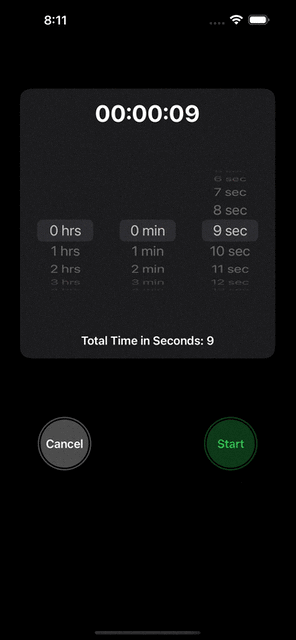 8:11
00:00:09
6 sec
7 sec
8 sec
0 hrs 0 min 9 sec
1 hrs 1 min 10 sec
2 hrs 2 min 11 sec
3 hrs 3 min 12 sec
Total Time in Seconds: 9
Cancel Start